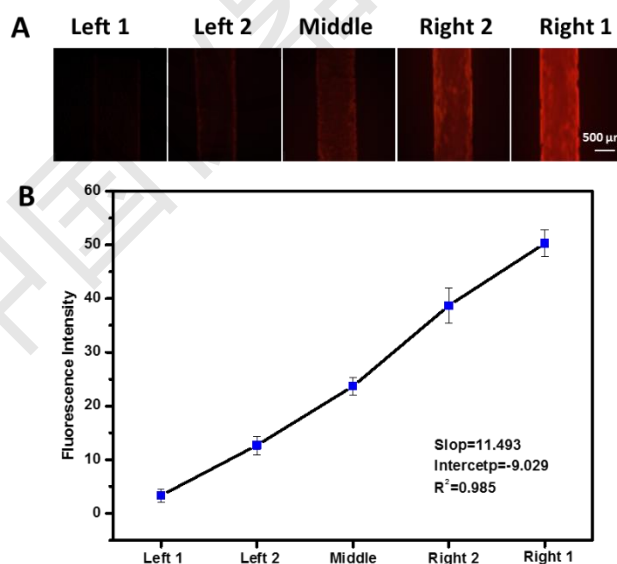 A
Left 1 Left 2 Middle Right 2 Right 1
500 μm
B
60
50
40
30
20
10
0
Fluorescence Intensity
Slop=11.493
Intercetp=-9.029
R²=0.985
Left 1 Left 2 Middle Right 2 Right 1
中国